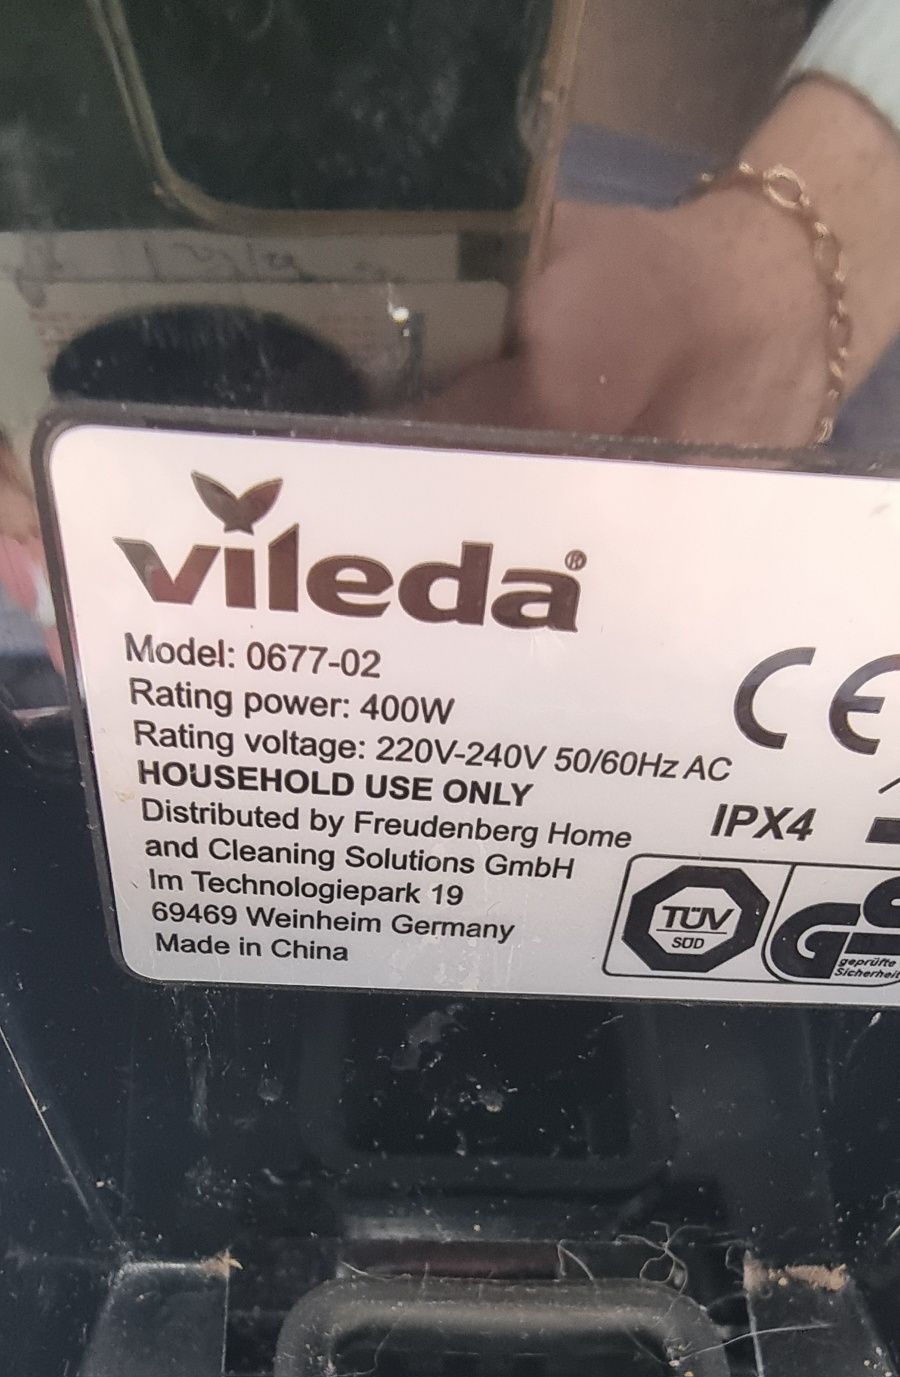 vileda®
Model: 0677-02
Rating power: 400W
Rating voltage: 220V-240V 50/60Hz AC
HOUSEHOLD USE ONLY
Distributed by Freudenberg Home
and Cleaning Solutions GmbH
Im Technologiepark 19
69469 Weinheim Germany
Made in China
CE
IPX4
TÜV
SÜD
GS
geprüfte
Sicherheit